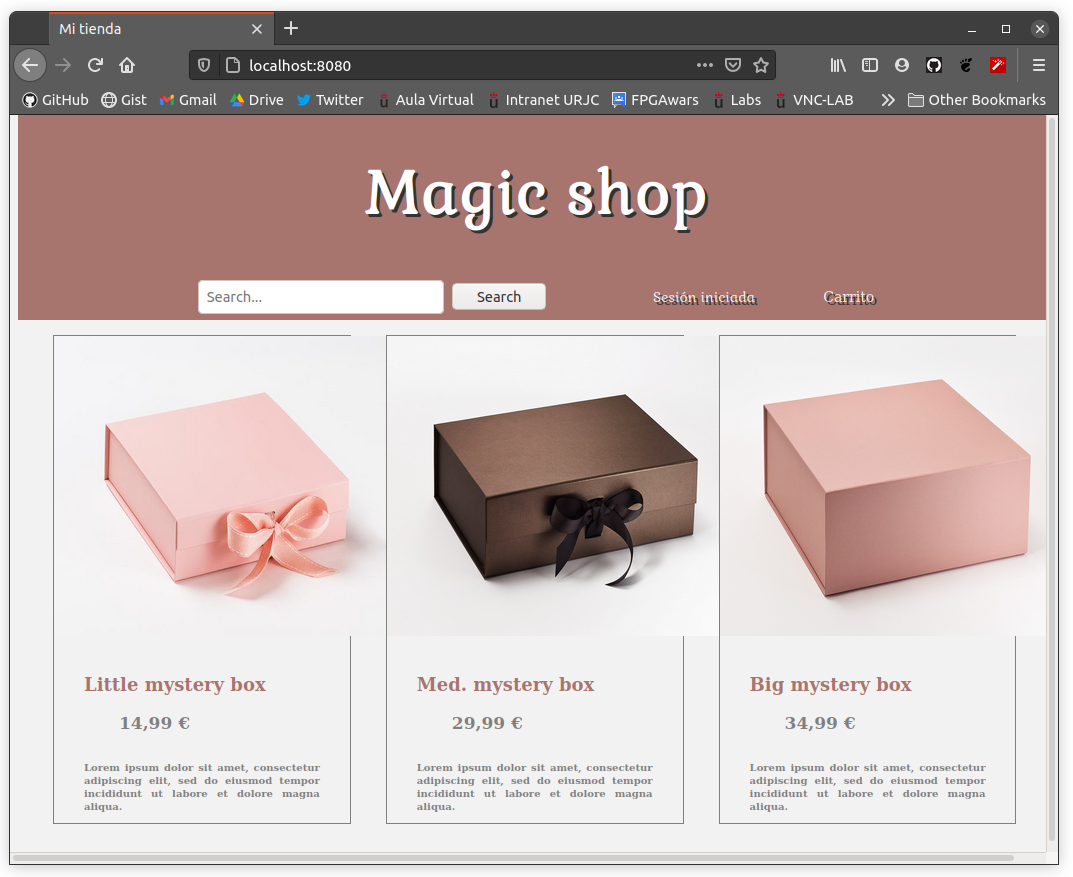 Mi tienda
localhost:8080
GitHub Gist Gmail Drive Twitter Aula Virtual Intranet URJC FPGAwars Labs VNC-LAB Other Bookmarks
Magic shop
Search... Search Sesión iniciada Carrito
Little mystery box
14,99 €
Lorem ipsum dolor sit amet, consectetur
adipiscing elit, sed do eiusmod tempor
incididunt ut labore et dolore magna
aliqua.
Med. mystery box
29,99 €
Lorem ipsum dolor sit amet, consectetur
adipiscing elit, sed do eiusmod tempor
incididunt ut labore et dolore magna
aliqua.
Big mystery box
34,99 €
Lorem ipsum dolor sit amet, consectetur
adipiscing elit, sed do eiusmod tempor
incididunt ut labore et dolore magna
aliqua.